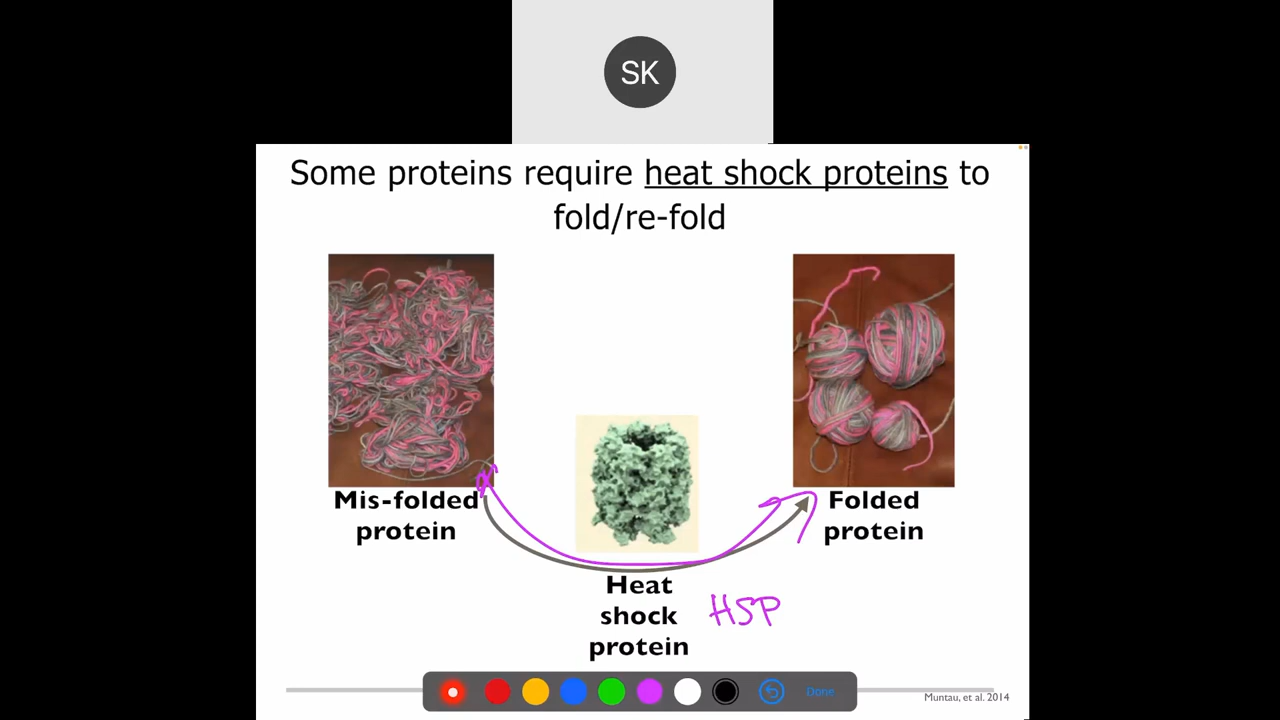 SK
Some proteins require heat shock proteins to
fold/re-fold
Mis-folded
protein
Folded
protein
Heat
shock
protein
HSP
Done
Muntau, et al. 2014